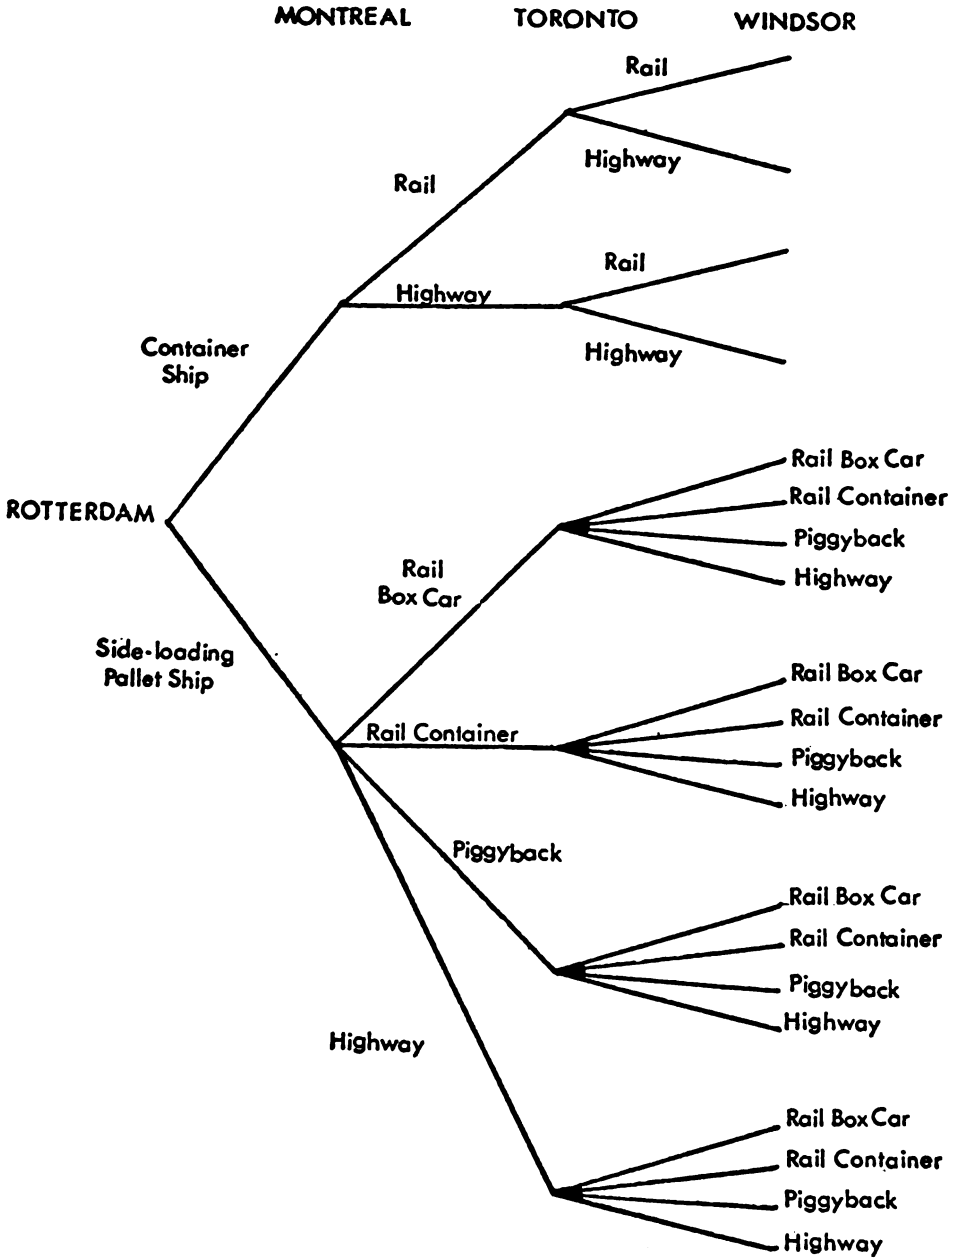 MONTREAL TORONTO WINDSOR
Rail
Highway
Rail
Rail
Highway
Highway
Container
Ship
ROTTERDAM
Rail Box Car
Rail Container
Piggyback
Highway
Rail
Box Car
Side-loading
Pallet Ship
Rail Box Car
Rail Container
Rail Container
Piggyback
Highway
Piggyback
Rail Box Car
Rail Container
Piggyback
Highway
Highway
Rail Box Car
Rail Container
Piggyback
Highway